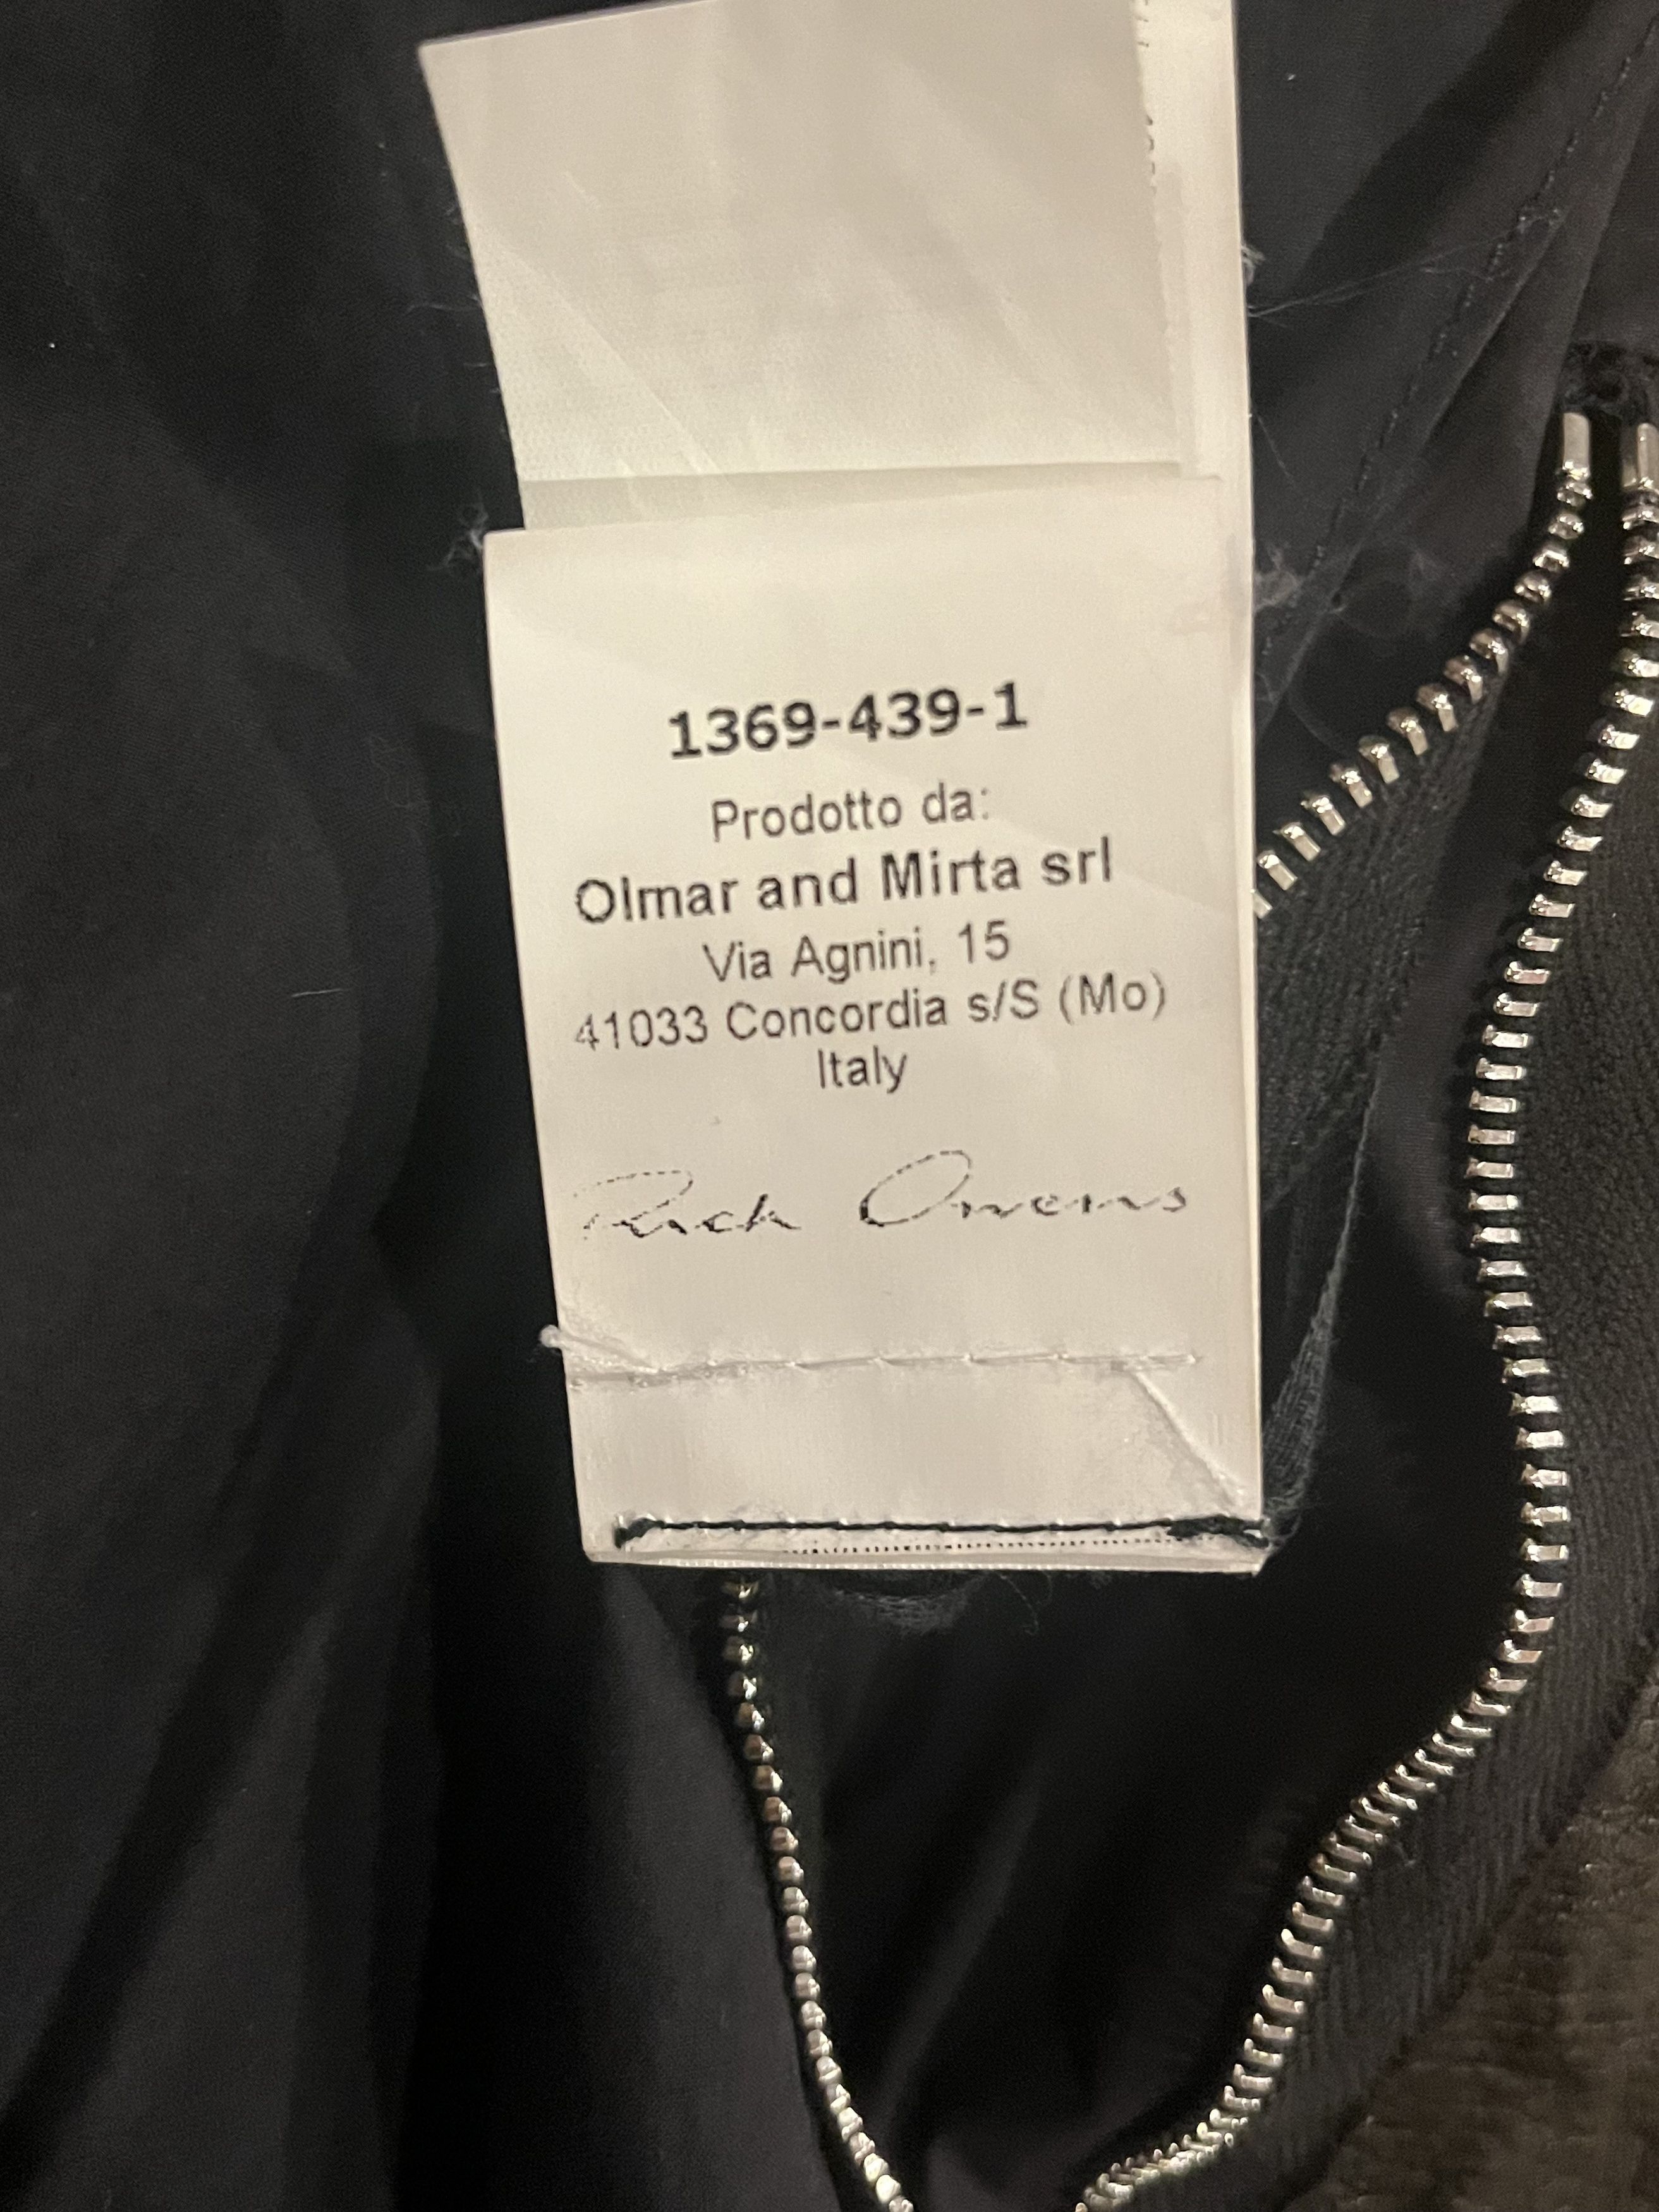 1369-439-1
Prodotto da:
Olmar and Mirta srl
Via Agnini, 15
41033 Concordia s/S (Mo)
Italy
Rick Owens